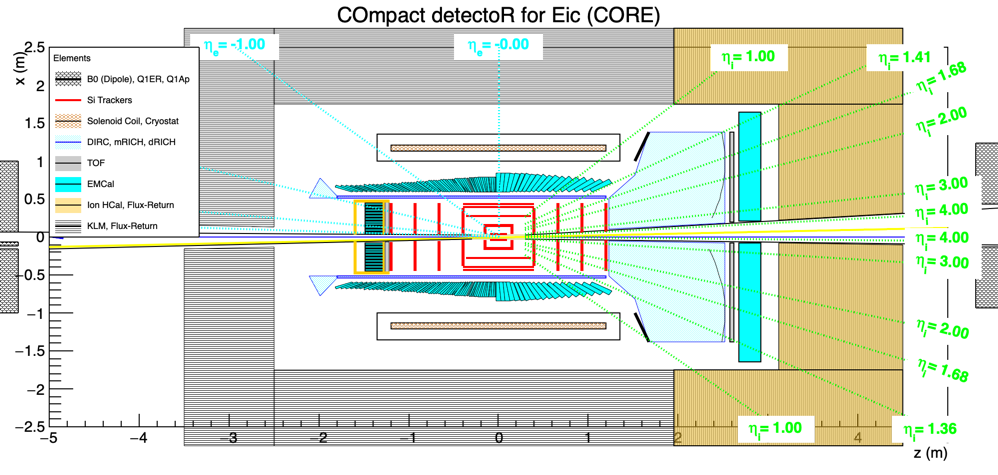 COmpact detectoR for Eic (CORE)
x (m)
2.5
2
1.5
1
0.5
0
−0.5
−1
−1.5
−2
−2.5
Elements
B0 (Dipole), Q1ER, Q1Ap
Si Trackers
Solenoid Coil, Cryostat
DIRC, mRICH, dRICH
TOF
EMCal
Ion HCal, Flux-Return
KLM, Flux-Return
ηe= -1.00
ηe= -0.00
ηi= 1.00
ηi= 1.41
ηi= 1.68
ηi= 2.00
ηi= 3.00
ηi= 4.00
ηi= 4.00
ηi= 3.00
ηi= 2.00
ηi= 1.68
ηi= 1.36
ηi= 1.00
−5
−4
−3
−2
−1
0
1
2
4
z (m)